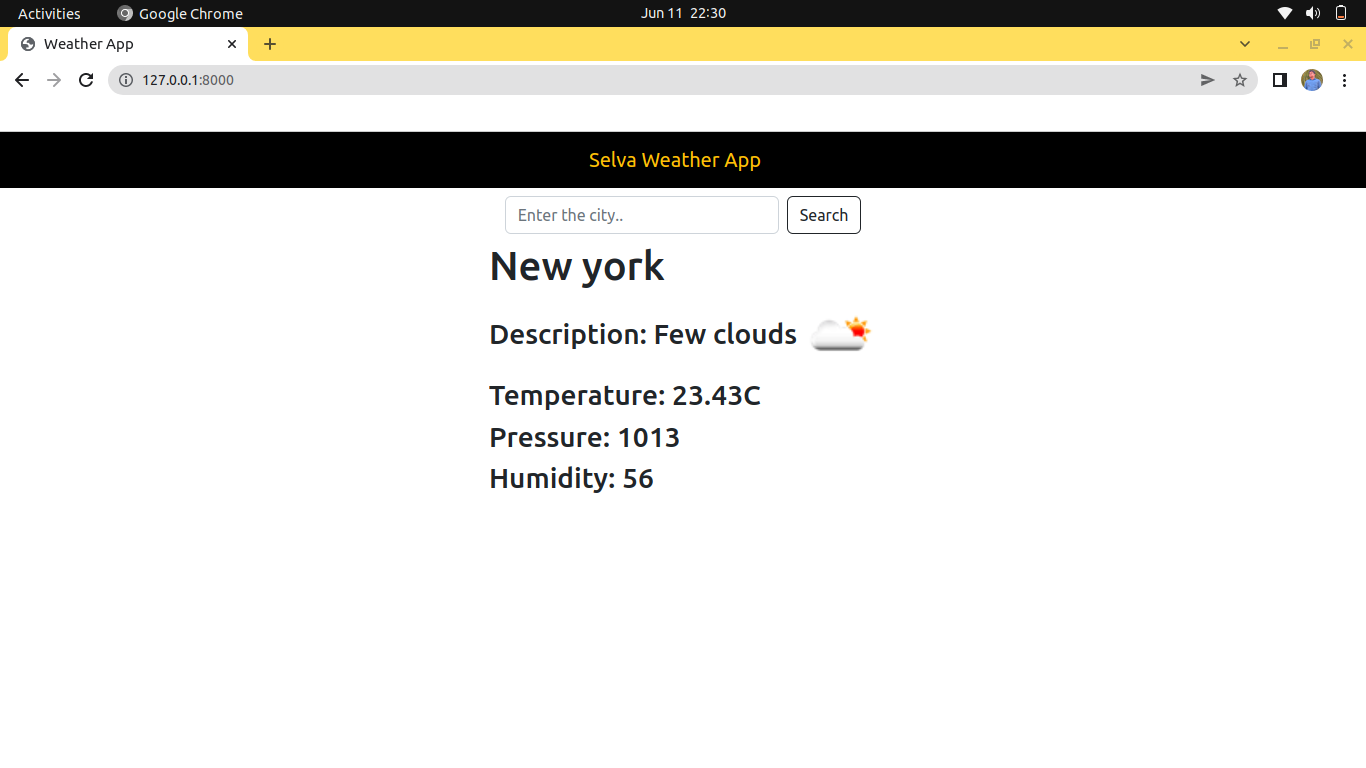 Activities Google Chrome Jun 11 22:30
Weather App
127.0.0.1:8000
Selva Weather App
Enter the city.. Search
New york
Description: Few clouds
Temperature: 23.43C
Pressure: 1013
Humidity: 56